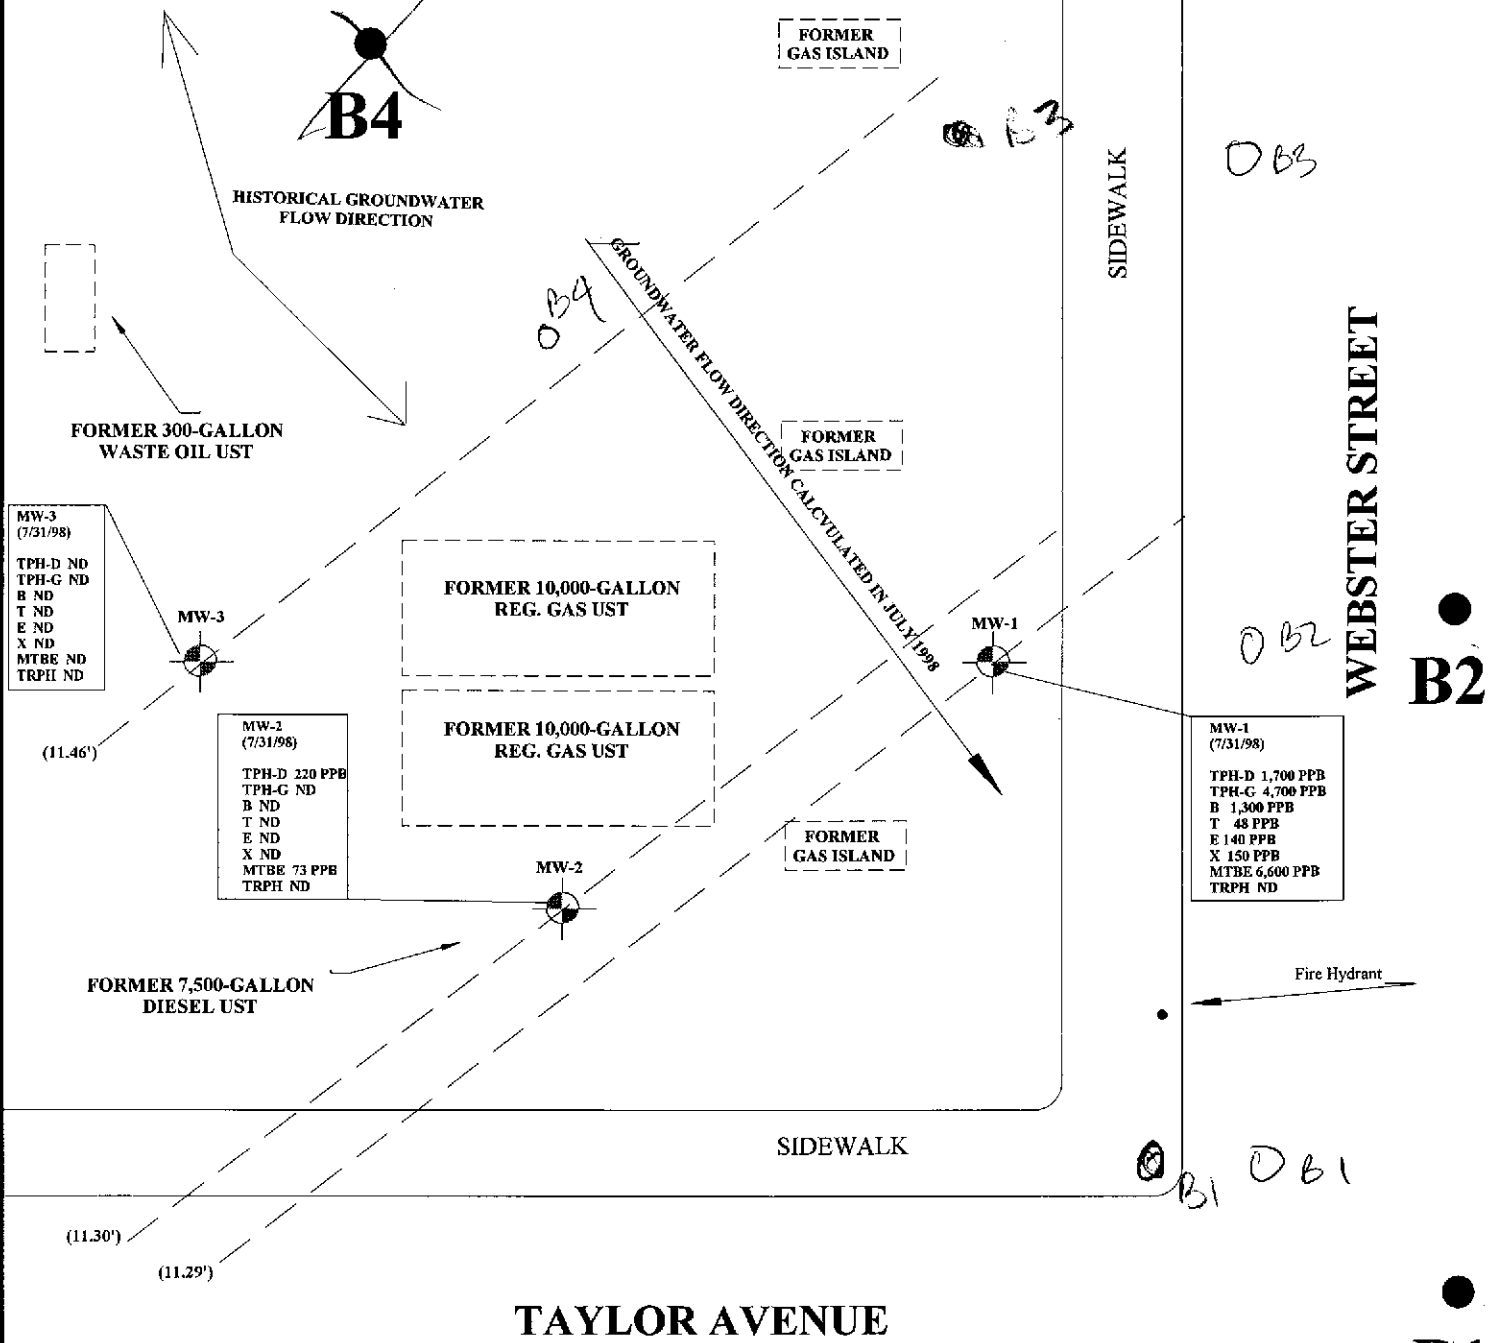 FORMER
GAS ISLAND
B4
B3
B3
SIDEWALK
HISTORICAL GROUNDWATER
FLOW DIRECTION
B4
GROUNDWATER FLOW DIRECTION CALCVULATED IN JULY/1998
FORMER 300-GALLON
WASTE OIL UST
FORMER
GAS ISLAND
WEBSTER STREET
MW-3
(7/31/98)
TPH-D ND
TPH-G ND
B ND
T ND
E ND
X ND
MTBE ND
TRPH ND
MW-3
FORMER 10,000-GALLON
REG. GAS UST
MW-1
B2
B2
(11.46')
MW-2
(7/31/98)
TPH-D 220 PPB
TPH-G ND
B ND
T ND
E ND
X ND
MTBE 73 PPB
TRPH ND
FORMER 10,000-GALLON
REG. GAS UST
MW-1
(7/31/98)
TPH-D 1,700 PPB
TPH-G 4,700 PPB
B 1,300 PPB
T 48 PPB
E 140 PPB
X 150 PPB
MTBE 6,600 PPB
TRPH ND
FORMER
GAS ISLAND
MW-2
FORMER 7,500-GALLON
DIESEL UST
Fire Hydrant
SIDEWALK
B1
B1
(11.30')
(11.29')
TAYLOR AVENUE